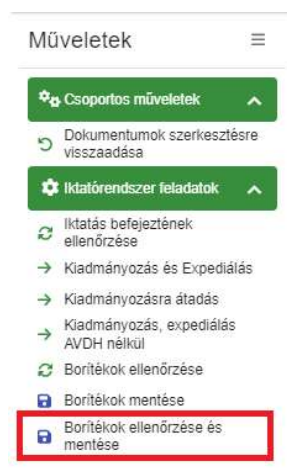 Műveletek
Csoportos műveletek
Dokumentumok szerkesztésre
visszaadása
Iktatórendszer feladatok
Iktatás befejeztének
ellenőrzése
Kiadmányozás és Expediálás
Kiadmányozásra átadás
Kiadmányozás, expediálás
AVDH nélkül
Borítékok ellenőrzése
Borítékok mentése
Borítékok ellenőrzése és
mentése